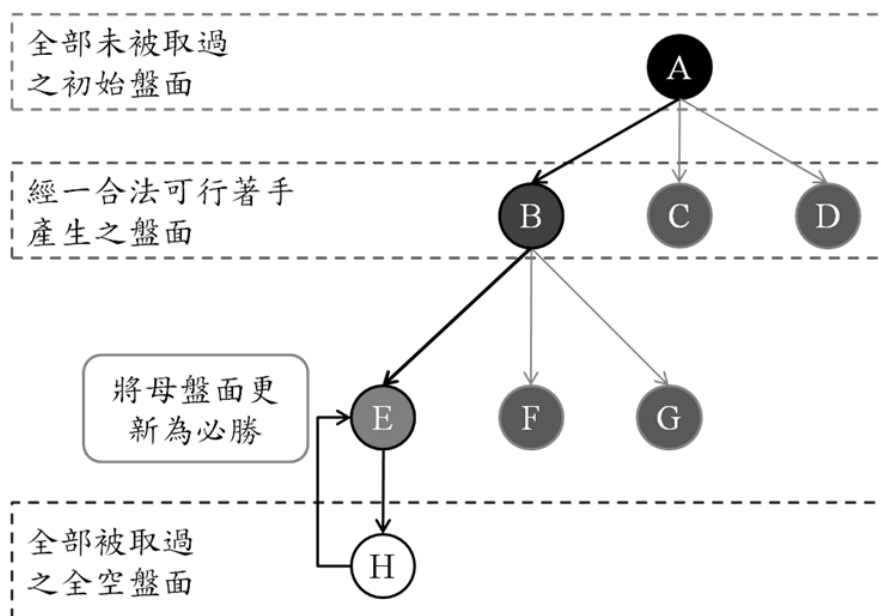 全部未被取過
之初始盤面
A
經一合法可行著手
產生之盤面
B
C
D
將母盤面更
新為必勝
E
F
G
全部被取過
之全空盤面
H